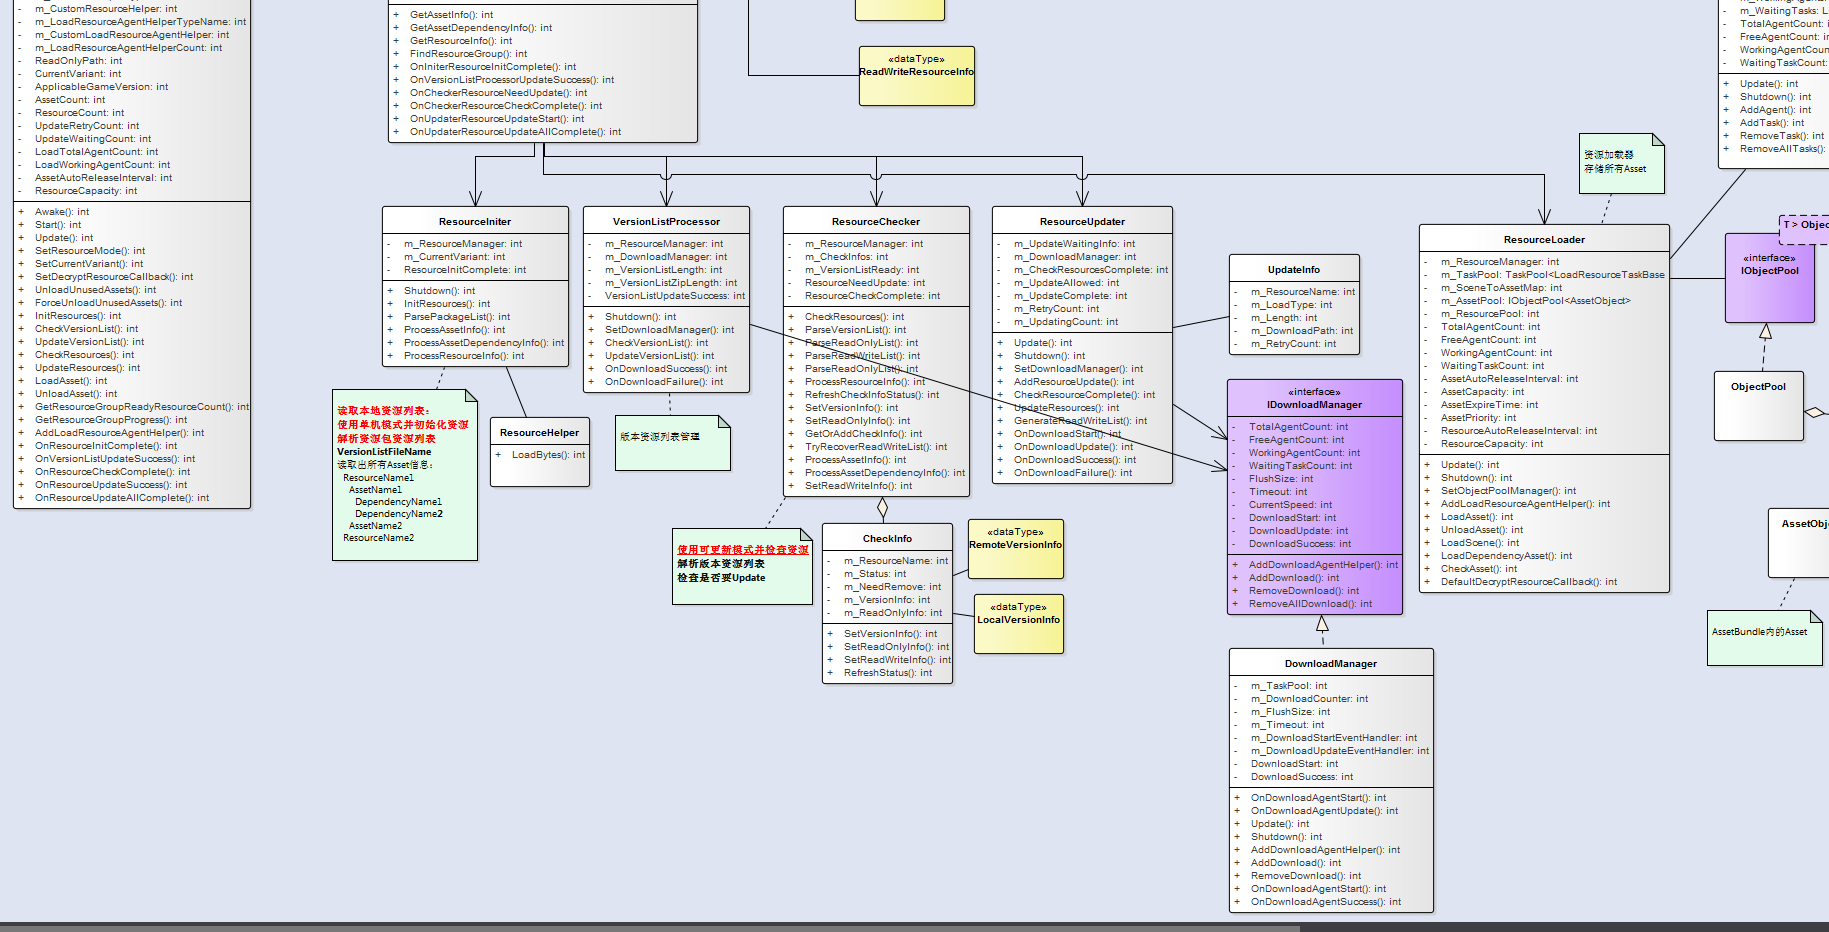 - m_CustomResourceHelper: int
- m_LoadResourceAgentHelperTypeName: int
- m_CustomLoadResourceAgentHelper: int
- m_LoadResourceAgentHelperCount: int
- ReadOnlyPath: int
- CurrentVariant: int
- ApplicableGameVersion: int
- AssetCount: int
- ResourceCount: int
- UpdateRetryCount: int
- UpdateWaitingCount: int
- LoadTotalAgentCount: int
- LoadWorkingAgentCount: int
- AssetAutoReleaseInterval: int
- ResourceCapacity: int
+ Awake(): int
+ Start(): int
+ Update(): int
+ SetResourceMode(): int
+ SetCurrentVariant(): int
+ SetDecryptResourceCallback(): int
+ UnloadUnusedAssets(): int
+ ForceUnloadUnusedAssets(): int
+ InitResources(): int
+ CheckVersionList(): int
+ UpdateVersionList(): int
+ CheckResources(): int
+ UpdateResources(): int
+ LoadAsset(): int
+ UnloadAsset(): int
+ GetResourceGroupReadyResourceCount(): int
+ GetResourceGroupProgress(): int
+ AddLoadResourceAgentHelper(): int
+ OnResourceInitComplete(): int
+ OnVersionListUpdateSuccess(): int
+ OnResourceCheckComplete(): int
+ OnResourceUpdateSuccess(): int
+ OnResourceUpdateAllComplete(): int
+ GetAssetInfo(): int
+ GetAssetDependencyInfo(): int
+ GetResourceInfo(): int
+ FindResourceGroup(): int
+ OnIniterResourceInitComplete(): int
+ OnVersionListProcessorUpdateSuccess(): int
+ OnCheckerResourceNeedUpdate(): int
+ OnCheckerResourceCheckComplete(): int
+ OnUpdaterResourceUpdateStart(): int
+ OnUpdaterResourceUpdateAllComplete(): int
«dataType»
ReadWriteResourceInfo
ResourceIniter
- m_ResourceManager: int
- m_CurrentVariant: int
- ResourceInitComplete: int
+ Shutdown(): int
+ InitResources(): int
+ ParsePackageList(): int
+ ProcessAssetInfo(): int
+ ProcessAssetDependencyInfo(): int
+ ProcessResourceInfo(): int
读取本地资源列表：
使用单机模式并初始化资源
解析资源包资源列表
VersionListFileName
读取出所有Asset信息：
ResourceName1
AssetName1
DependencyName1
DependencyName2
AssetName2
ResourceName2
ResourceHelper
+ LoadBytes(): int
VersionListProcessor
- m_ResourceManager: int
- m_DownloadManager: int
- m_VersionListLength: int
- m_VersionListZipLength: int
- VersionListUpdateSuccess: int
+ Shutdown(): int
+ SetDownloadManager(): int
+ CheckVersionList(): int
+ UpdateVersionList(): int
+ OnDownloadSuccess(): int
+ OnDownloadFailure(): int
版本资源列表管理
ResourceChecker
- m_ResourceManager: int
- m_CheckInfos: int
- m_VersionListReady: int
- ResourceNeedUpdate: int
- ResourceCheckComplete: int
+ CheckResources(): int
+ ParseVersionList(): int
+ ParseReadOnlyList(): int
+ ParseReadWriteList(): int
+ ParseReadOnlyList(): int
+ ProcessResourceInfo(): int
+ RefreshCheckInfoStatus(): int
+ SetVersionInfo(): int
+ SetReadOnlyInfo(): int
+ GetOrAddCheckInfo(): int
+ TryRecoverReadWriteList(): int
+ ProcessAssetInfo(): int
+ ProcessAssetDependencyInfo(): int
+ SetReadWriteInfo(): int
使用可更新模式并检查资源
解析版本资源列表
检查是否要Update
CheckInfo
- m_ResourceName: int
- m_Status: int
- m_NeedRemove: int
- m_VersionInfo: int
- m_ReadOnlyInfo: int
+ SetVersionInfo(): int
+ SetReadOnlyInfo(): int
+ SetReadWriteInfo(): int
+ RefreshStatus(): int
«dataType»
RemoteVersionInfo
«dataType»
LocalVersionInfo
ResourceUpdater
- m_UpdateWaitingInfo: int
- m_DownloadManager: int
- m_CheckResourcesComplete: int
- m_UpdateAllowed: int
- m_UpdateComplete: int
- m_RetryCount: int
- m_UpdatingCount: int
+ Update(): int
+ Shutdown(): int
+ SetDownloadManager(): int
+ AddResourceUpdate(): int
+ CheckResourceComplete(): int
+ UpdateResources(): int
+ GenerateReadWriteList(): int
+ OnDownloadStart(): int
+ OnDownloadUpdate(): int
+ OnDownloadSuccess(): int
+ OnDownloadFailure(): int
UpdateInfo
- m_ResourceName: int
- m_LoadType: int
- m_Length: int
- m_DownloadPath: int
- m_RetryCount: int
«interface»
IDownloadManager
- TotalAgentCount: int
- FreeAgentCount: int
- WorkingAgentCount: int
- WaitingTaskCount: int
- FlushSize: int
- Timeout: int
- CurrentSpeed: int
- DownloadStart: int
- DownloadUpdate: int
- DownloadSuccess: int
+ AddDownloadAgentHelper(): int
+ AddDownload(): int
+ RemoveDownload(): int
+ RemoveAllDownload(): int
DownloadManager
- m_TaskPool: int
- m_DownloadCounter: int
- m_FlushSize: int
- m_Timeout: int
- m_DownloadStartEventHandler: int
- m_DownloadUpdateEventHandler: int
- DownloadStart: int
- DownloadSuccess: int
+ OnDownloadAgentStart(): int
+ OnDownloadAgentUpdate(): int
+ Update(): int
+ Shutdown(): int
+ AddDownloadAgentHelper(): int
+ AddDownload(): int
+ RemoveDownload(): int
+ OnDownloadAgentStart(): int
+ OnDownloadAgentSuccess(): int
资源加载器
存储所有Asset
ResourceLoader
- m_ResourceManager: int
- m_TaskPool: TaskPool<LoadResourceTaskBase
- m_SceneToAssetMap: int
- m_AssetPool: IObjectPool<AssetObject>
- m_ResourcePool: int
- TotalAgentCount: int
- FreeAgentCount: int
- WorkingAgentCount: int
- WaitingTaskCount: int
- AssetAutoReleaseInterval: int
- AssetCapacity: int
- AssetExpireTime: int
- AssetPriority: int
- ResourceAutoReleaseInterval: int
- ResourceCapacity: int
+ Update(): int
+ Shutdown(): int
+ SetObjectPoolManager(): int
+ AddLoadResourceAgentHelper(): int
+ LoadAsset(): int
+ UnloadAsset(): int
+ LoadScene(): int
+ LoadDependencyAsset(): int
+ CheckAsset(): int
+ DefaultDecryptResourceCallback(): int
- m_WaitingTasks: L
- TotalAgentCount: i
- FreeAgentCount: in
- WorkingAgentCoun
- WaitingTaskCount:
+ Update(): int
+ Shutdown(): int
+ AddAgent(): int
+ AddTask(): int
+ RemoveTask(): int
+ RemoveAllTasks():
T > Objec
«interface»
IObjectPool
ObjectPool
AssetObje
AssetBundle内的Asset